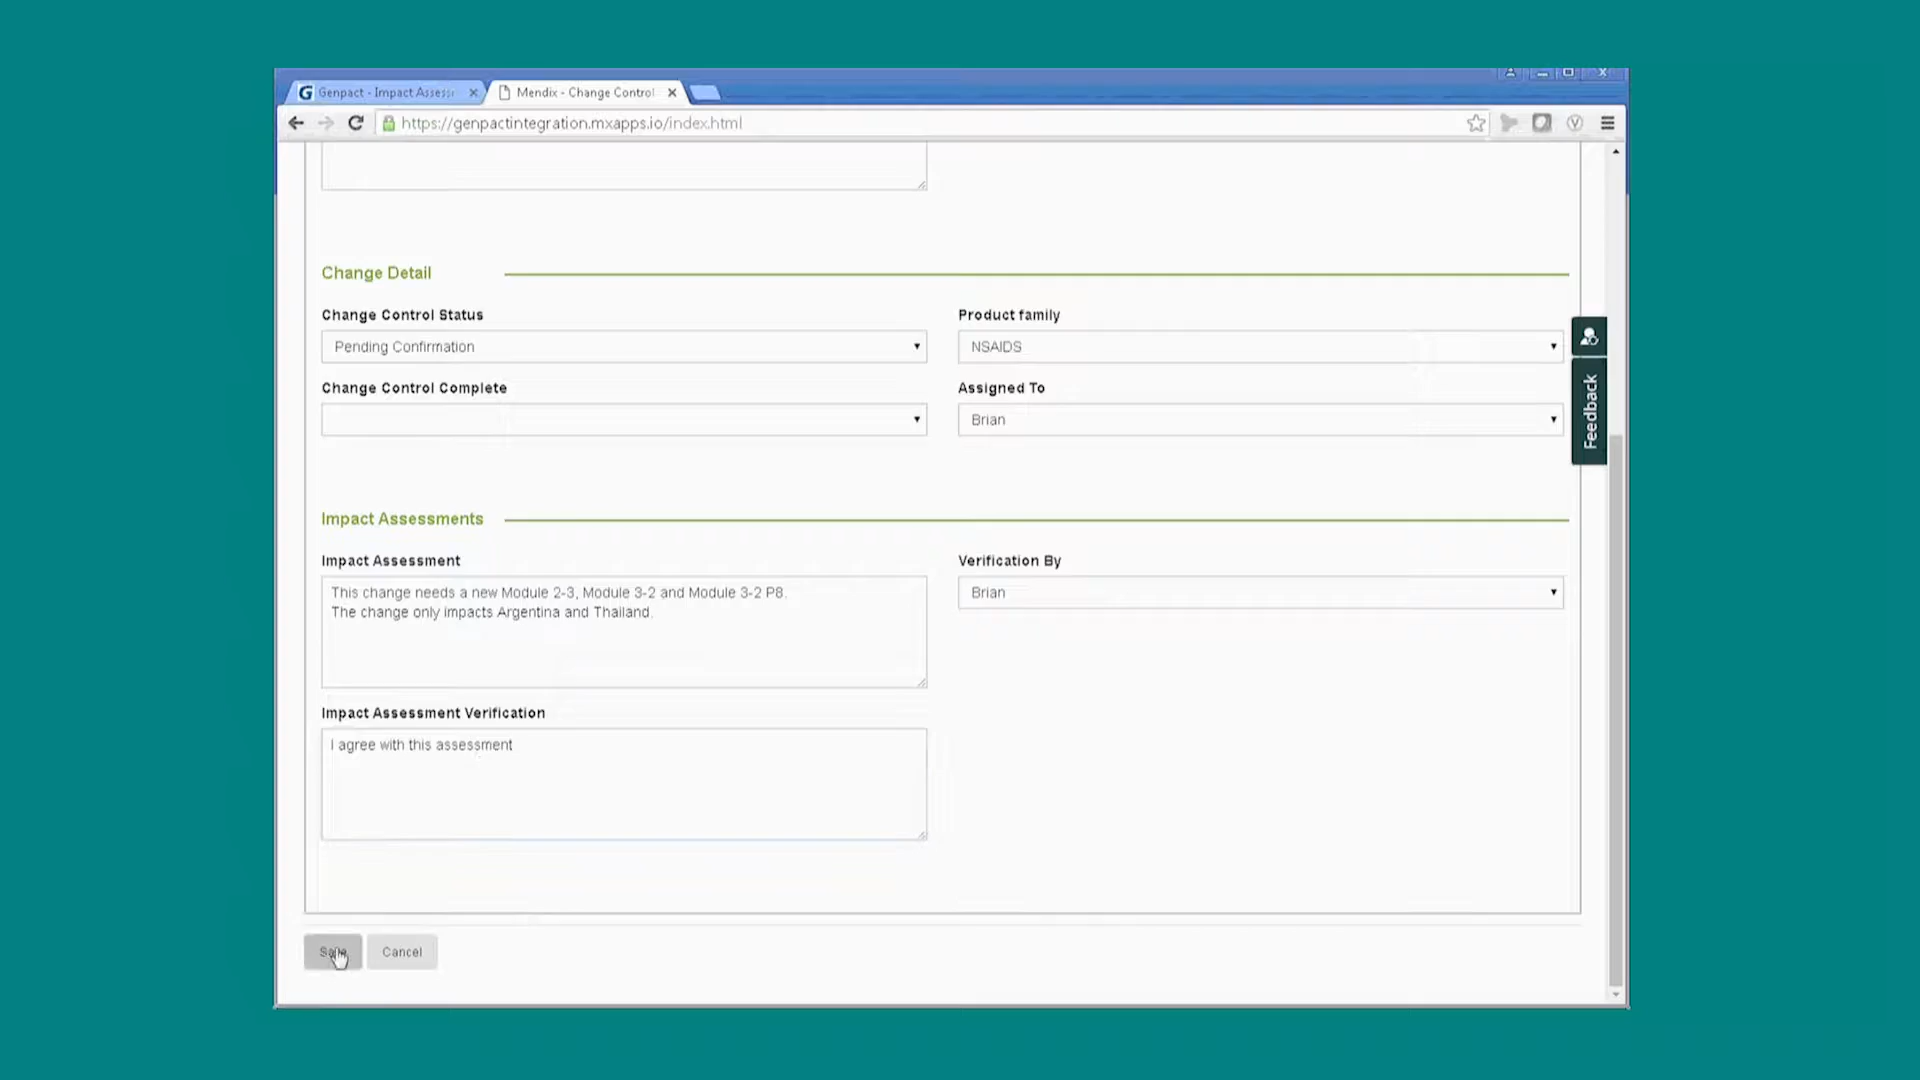 Genpact - Impact Assess
Mendix - Change Control
https://genpactintegration.mxapps.io/index.html
Change Detail
Change Control Status
Product family
Pending Confirmation
NSAIDS
Change Control Complete
Assigned To
Brian
Feedback
Impact Assessments
Impact Assessment
Verification By
This change needs a new Module 2-3, Module 3-2 and Module 3-2 P8.
The change only impacts Argentina and Thailand.
Brian
Impact Assessment Verification
I agree with this assessment
Save
Cancel